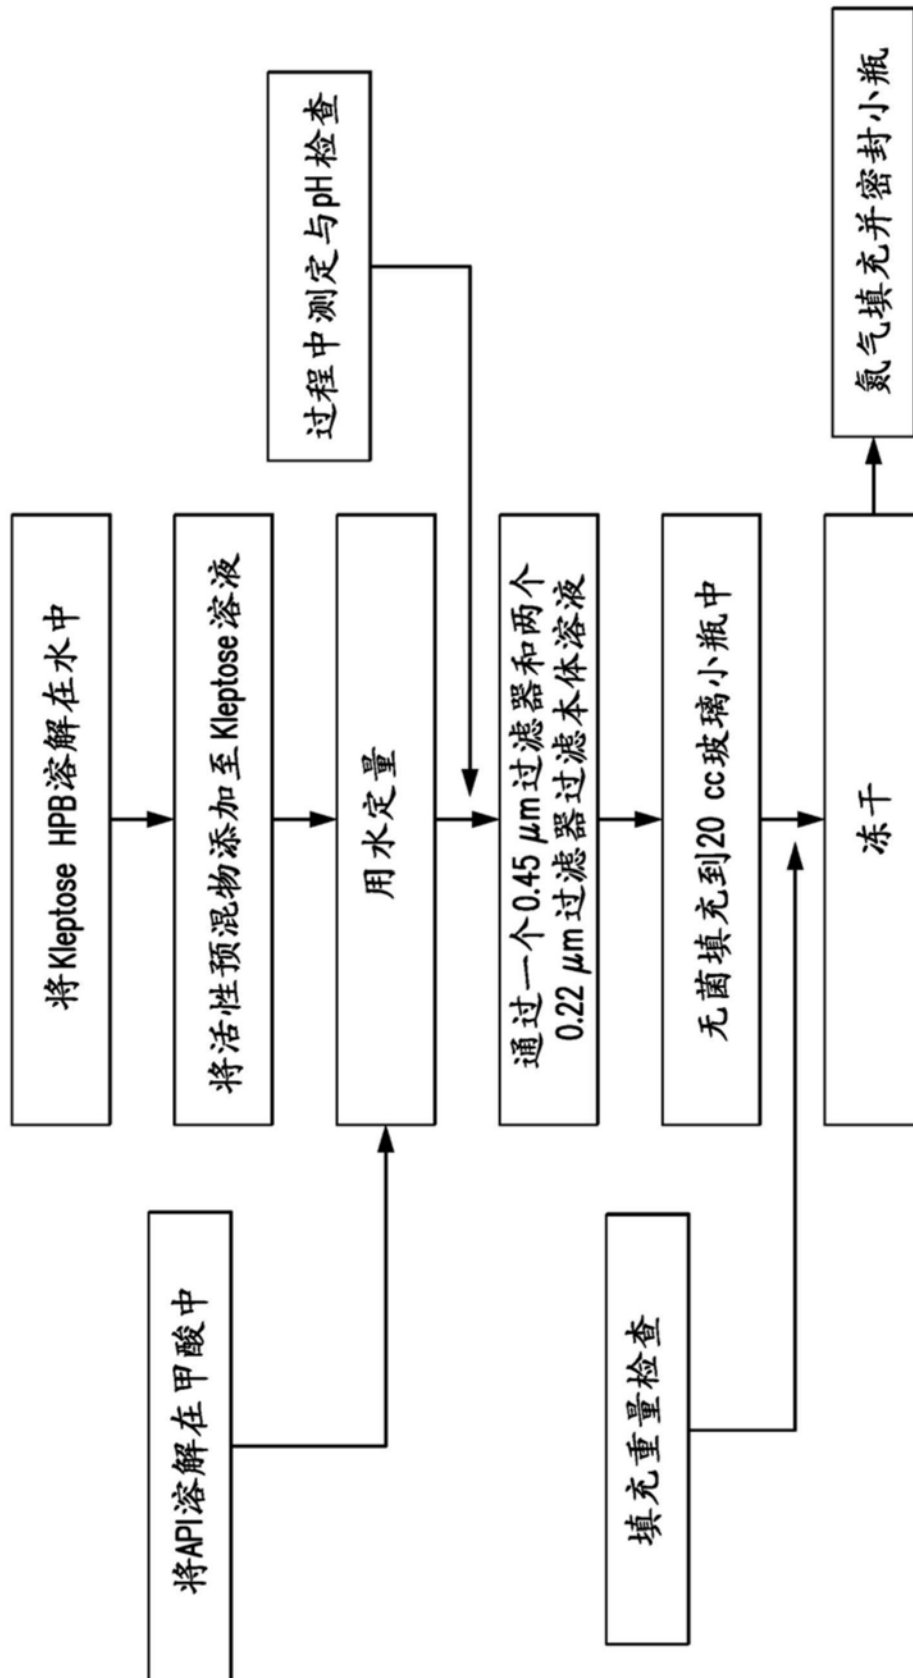 将Kleptose HPB溶解在水中
将API溶解在甲酸中
将活性预混物添加至Kleptose溶液
用水定量
过程中测定与pH检查
通过一个0.45 μm过滤器和两个
0.22 μm过滤器过滤本体溶液
无菌填充到20 cc玻璃小瓶中
填充重量检查
冻干
氮气填充并密封小瓶